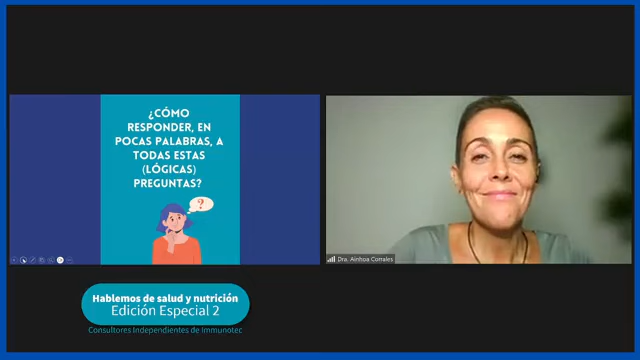 ¿CÓMO
RESPONDER, EN
POCAS PALABRAS, A
TODAS ESTAS
(LÓGICAS)
PREGUNTAS?
?
Dra. Ainhoa Corrales
Hablemos de salud y nutrición
Edición Especial 2
Consultores Independientes de Immunotec